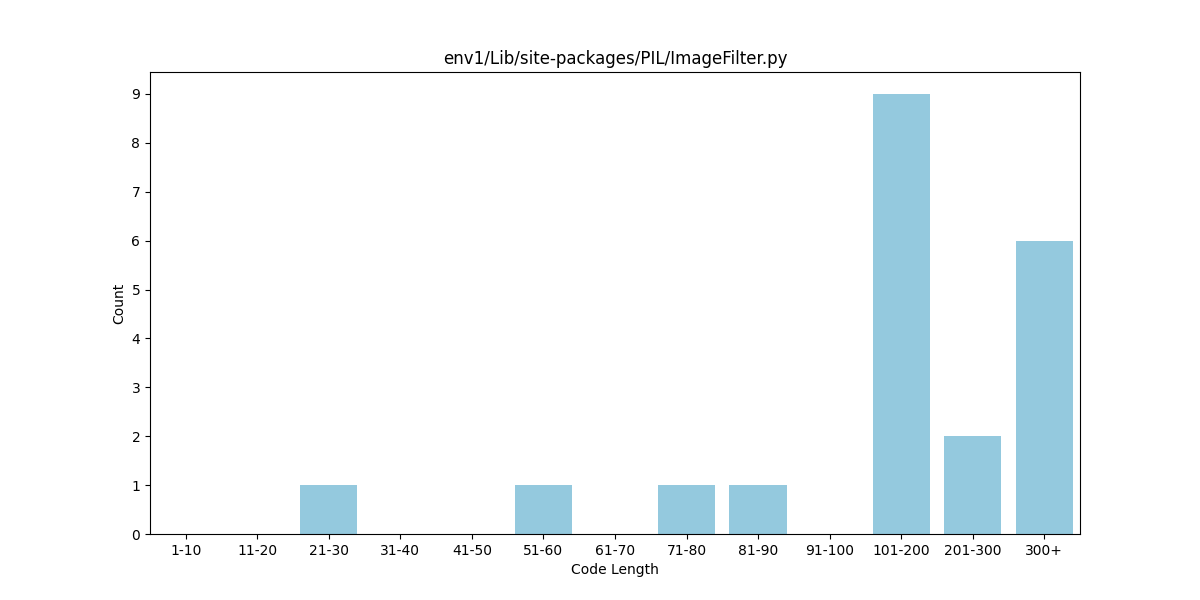 env1/Lib/site-packages/PIL/ImageFilter.py
Count
9
8
7
6
5
4
3
2
1
0
1-10 11-20 21-30 31-40 41-50 51-60 61-70 71-80 81-90 91-100 101-200 201-300 300+
Code Length